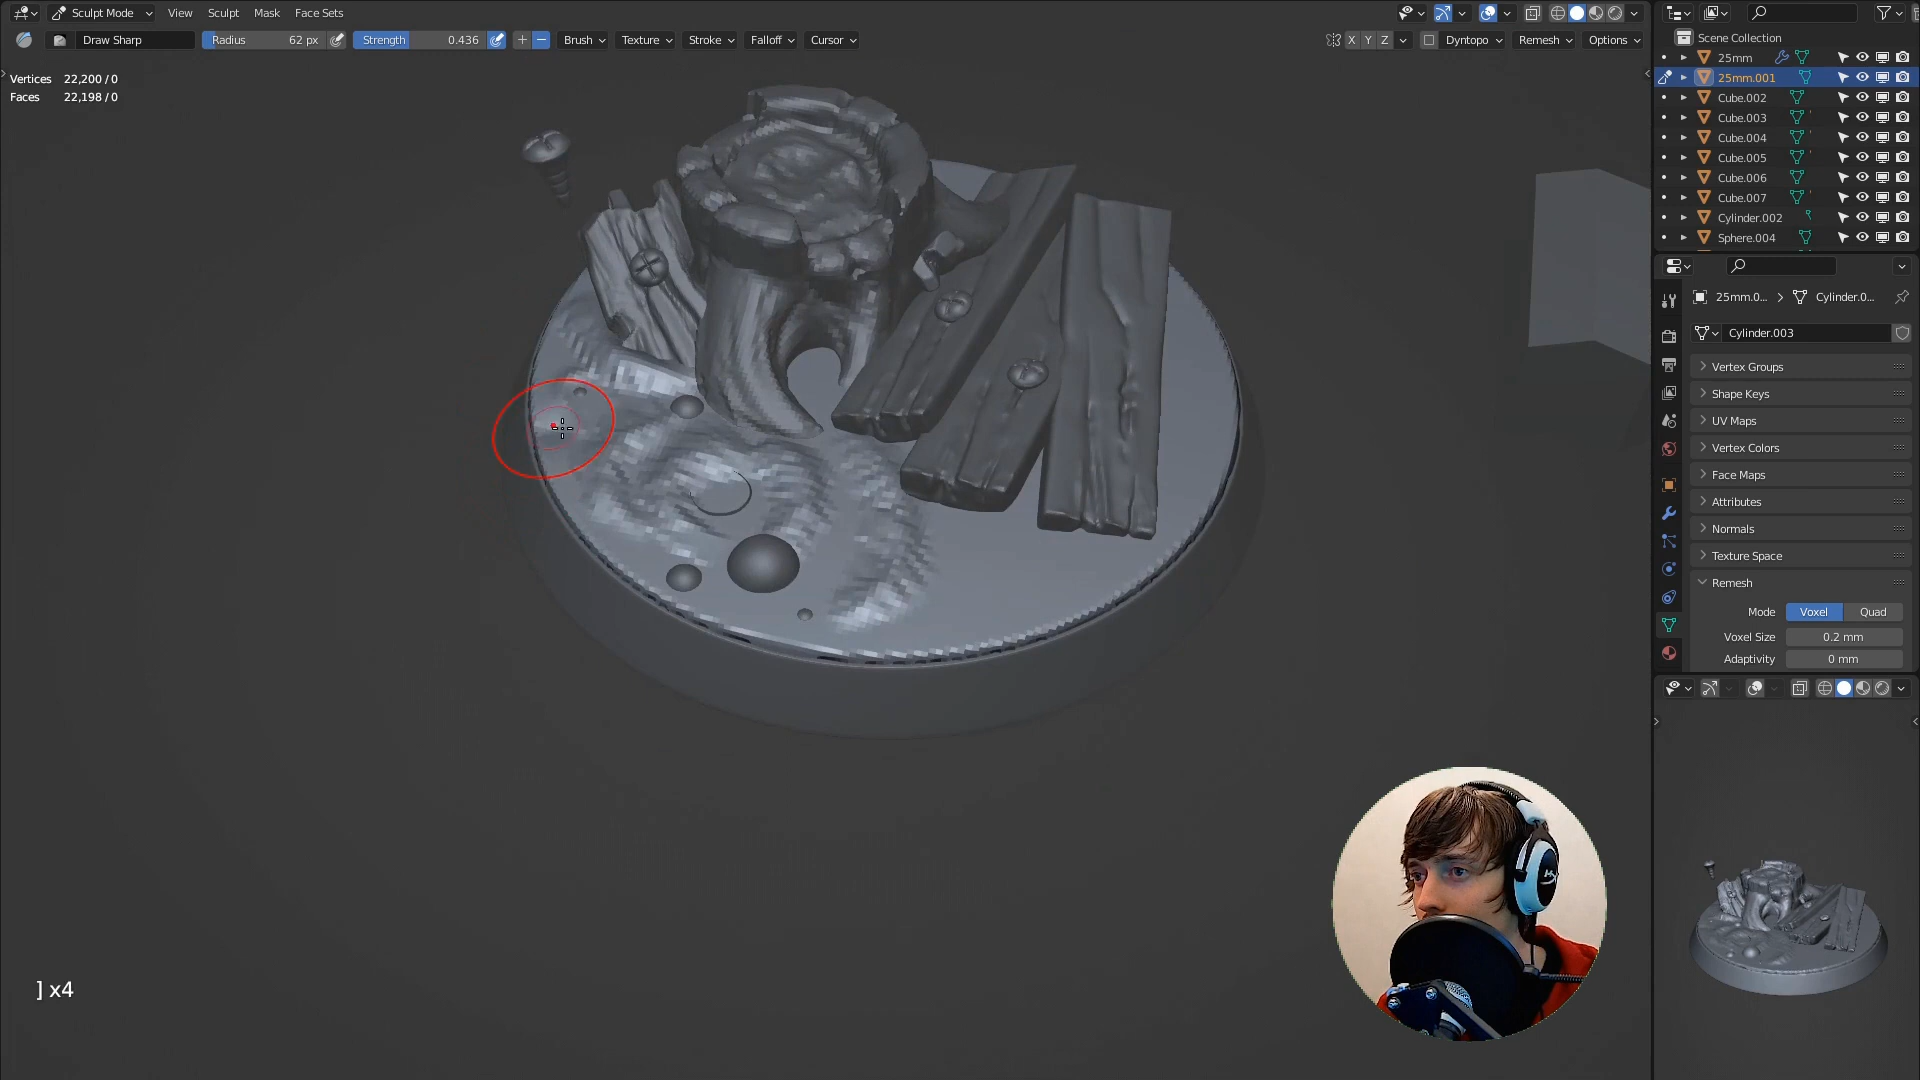 Sculpt Mode View Sculpt Mask Face Sets
Draw Sharp Radius 62 px Strength 0.436 + − Brush Texture Stroke Falloff Cursor X Y Z Dyntopo Remesh Options
Vertices 22,200 / 0
Faces 22,198 / 0
] x4
Scene Collection
25mm
25mm.001
Cube.002
Cube.003
Cube.004
Cube.005
Cube.006
Cube.007
Cylinder.002
Sphere.004
25mm.0... > Cylinder.0...
Cylinder.003
Vertex Groups
Shape Keys
UV Maps
Vertex Colors
Face Maps
Attributes
Normals
Texture Space
Remesh
Mode Voxel Quad
Voxel Size 0.2 mm
Adaptivity 0 mm